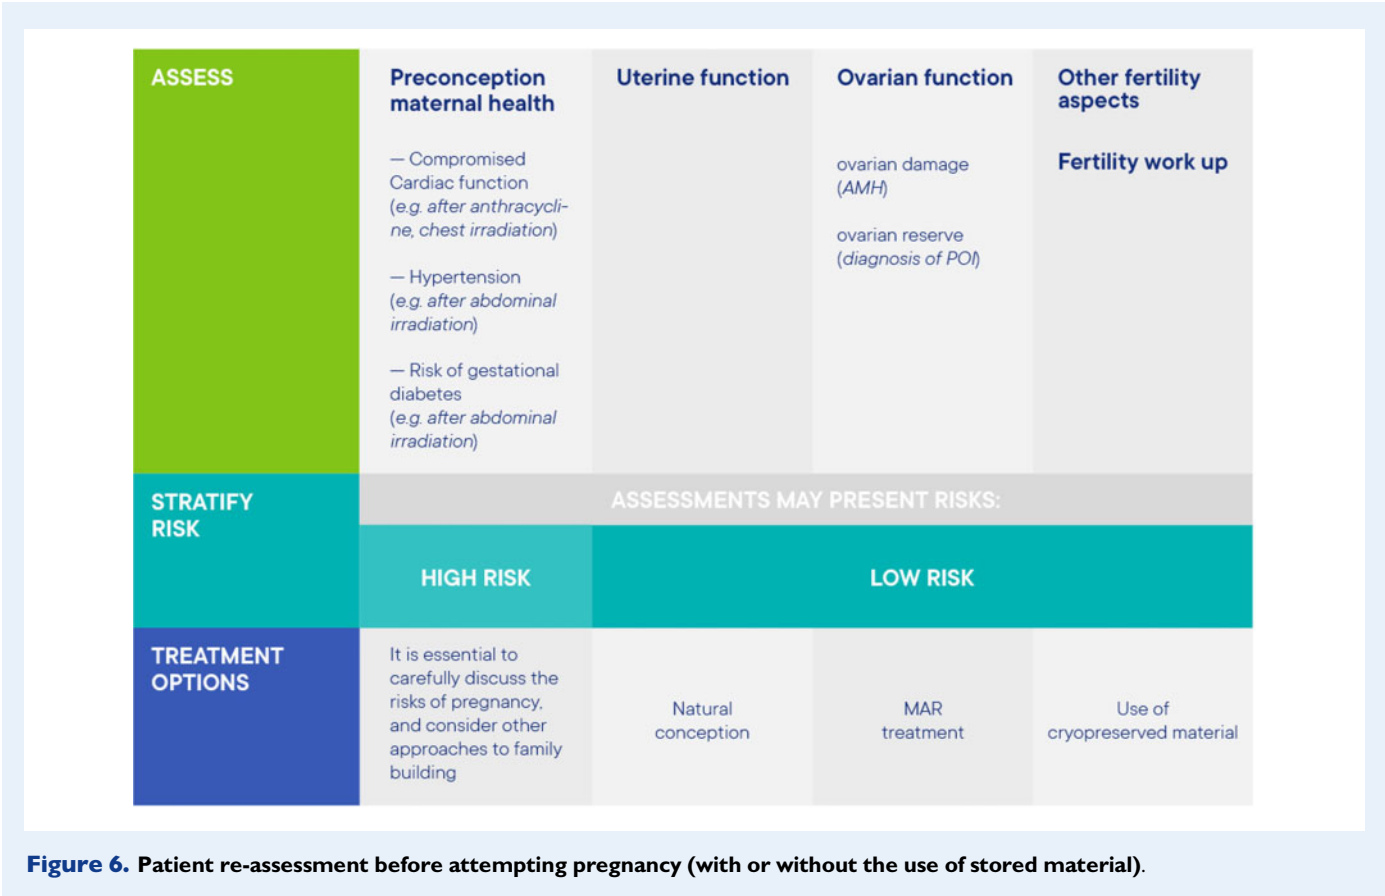 ASSESS
Preconception
maternal health
— Compromised
Cardiac function
(e.g. after anthracycli-
ne, chest irradiation)
— Hypertension
(e.g. after abdominal
irradiation)
— Risk of gestational
diabetes
(e.g. after abdominal
irradiation)
Uterine function
Ovarian function
ovarian damage
(AMH)
ovarian reserve
(diagnosis of POI)
Other fertility
aspects
Fertility work up
STRATIFY
RISK
ASSESSMENTS MAY PRESENT RISKS:
HIGH RISK
LOW RISK
TREATMENT
OPTIONS
It is essential to
carefully discuss the
risks of pregnancy,
and consider other
approaches to family
building
Natural
conception
MAR
treatment
Use of
cryopreserved material
Figure 6. Patient re-assessment before attempting pregnancy (with or without the use of stored material).